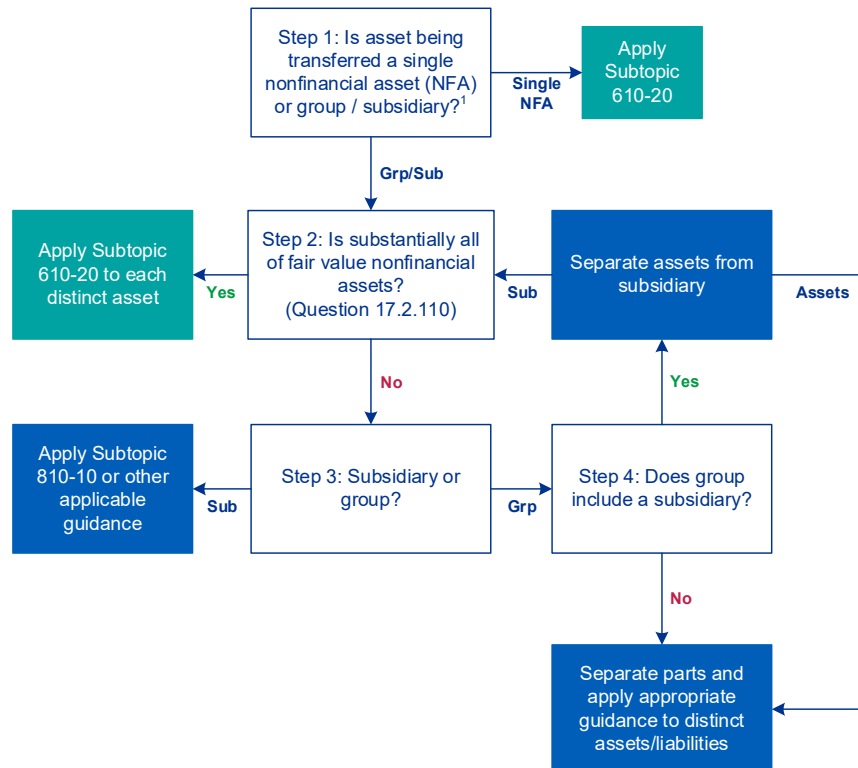 Step 1: Is asset being
transferred a single
nonfinancial asset (NFA)
or group / subsidiary?1
Single
NFA
Apply
Subtopic
610-20
Grp/Sub
Apply Subtopic
610-20 to each
distinct asset
Yes
Step 2: Is substantially all
of fair value nonfinancial
assets?
(Question 17.2.110)
Sub
Separate assets from
subsidiary
Assets
No
Yes
Apply Subtopic
810-10 or other
applicable
guidance
Sub
Step 3: Subsidiary or
group?
Grp
Step 4: Does group
include a subsidiary?
No
Separate parts and
apply appropriate
guidance to distinct
assets/liabilities